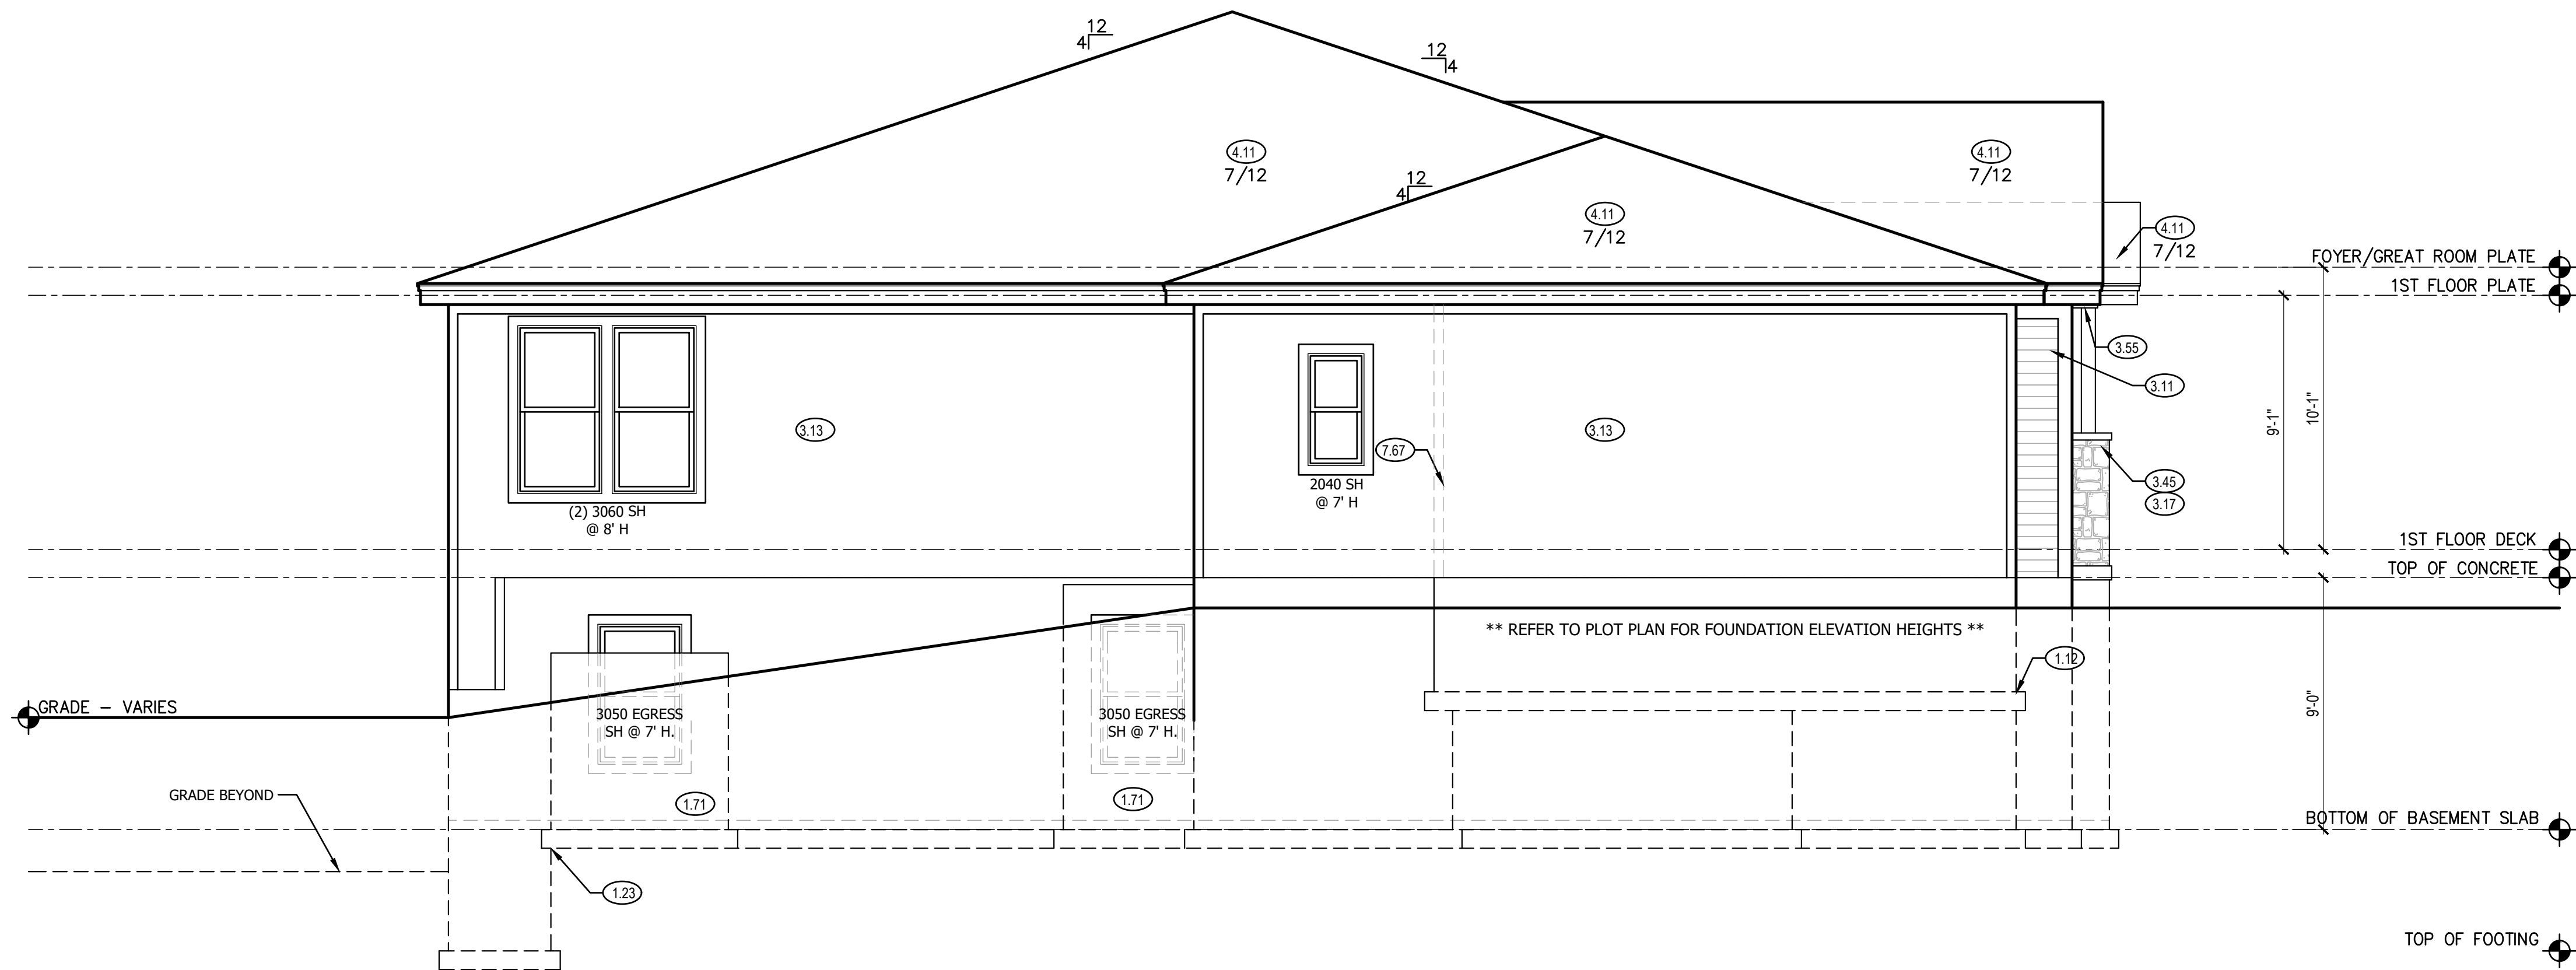 12
4
12
4
4.11
7/12
4.11
7/12
12
4
4.11
7/12
4.11
7/12
FOYER/GREAT ROOM PLATE
1ST FLOOR PLATE
3.55
3.11
9'-1"
10'-1"
3.13
3.13
7.67
2040 SH
@ 7' H
3.45
3.17
(2) 3060 SH
@ 8' H
1ST FLOOR DECK
TOP OF CONCRETE
** REFER TO PLOT PLAN FOR FOUNDATION ELEVATION HEIGHTS **
1.12
9'-0"
GRADE - VARIES
3050 EGRESS
SH @ 7' H.
3050 EGRESS
SH @ 7' H.
GRADE BEYOND
1.71
1.71
BOTTOM OF BASEMENT SLAB
1.23
TOP OF FOOTING